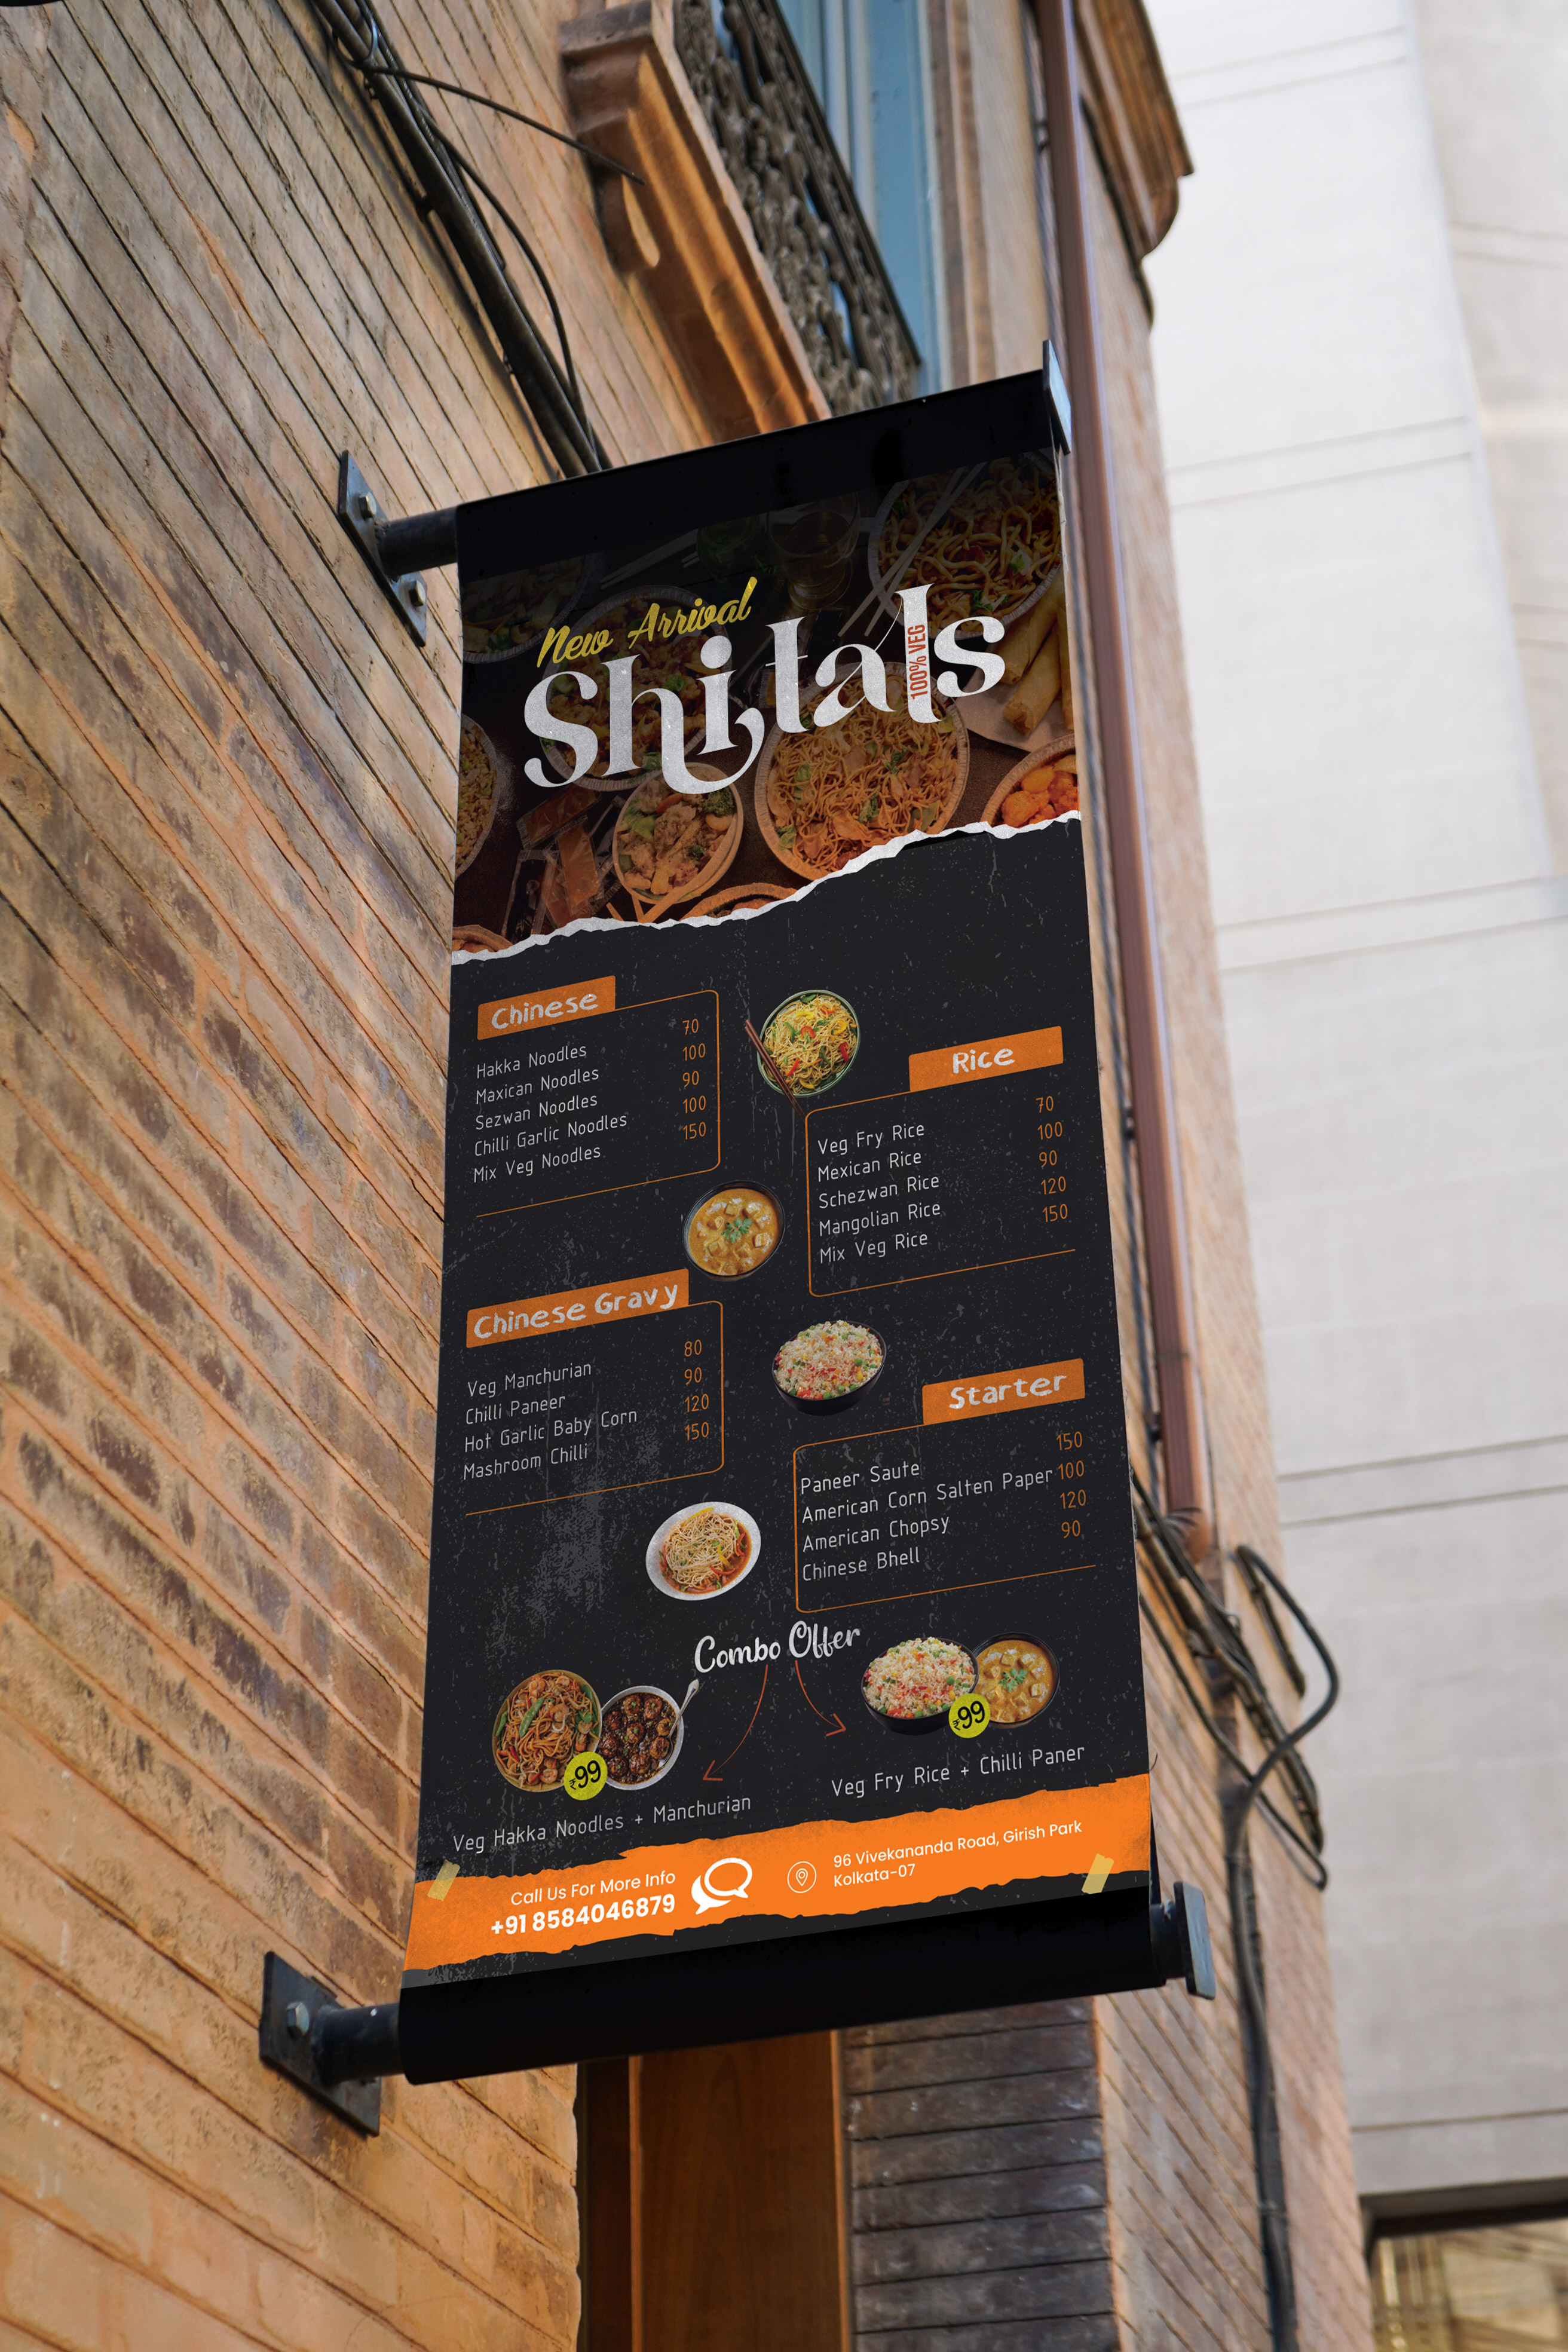 New Arrival
Shitals
100% VEG
Chinese
Hakka Noodles 70
Maxican Noodles 100
Sezwan Noodles 90
Chilli Garlic Noodles 100
Mix Veg Noodles 150
Rice
Veg Fry Rice 70
Mexican Rice 100
Schezwan Rice 90
Mangolian Rice 120
Mix Veg Rice 150
Chinese Gravy
Veg Manchurian 80
Chilli Paneer 90
Hot Garlic Baby Corn 120
Mashroom Chilli 150
Starter
Paneer Saute 150
American Corn Salten Paper 100
American Chopsy 120
Chinese Bhell 90
Combo Offer
₹99
Veg Hakka Noodles + Manchurian
₹99
Veg Fry Rice + Chilli Paner
Call Us For More Info
+91 8584046879
96 Vivekananda Road, Girish Park
Kolkata-07